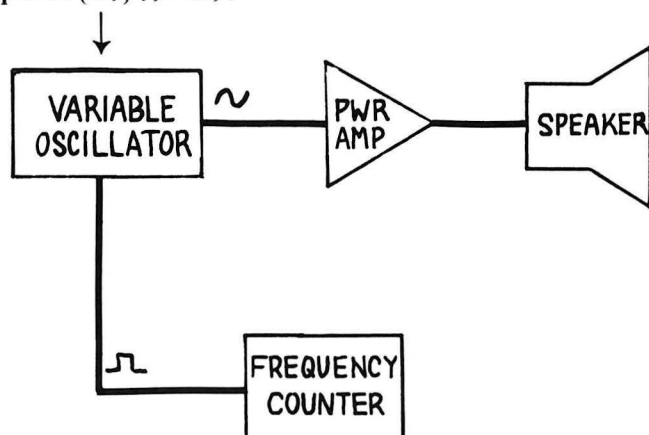 VARIABLE
OSCILLATOR
PWR
AMP
SPEAKER
FREQUENCY
COUNTER